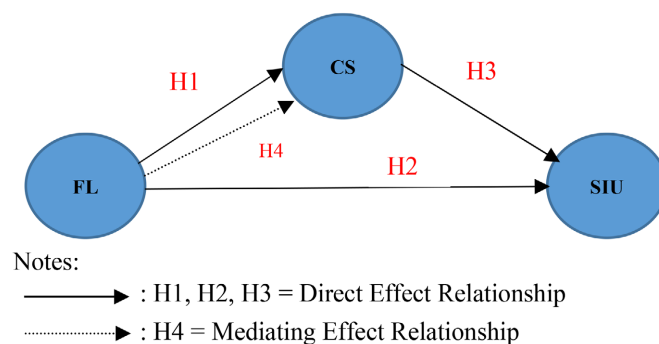 CS
H1
H3
H4
H2
FL
SIU
Notes:
: H1, H2, H3 = Direct Effect Relationship
: H4 = Mediating Effect Relationship